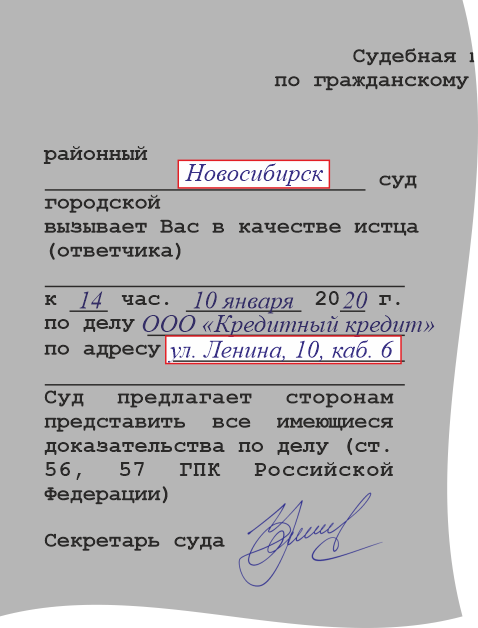 Судебная
по гражданскому
районный
Новосибирск суд
городской
вызывает Вас в качестве истца
(ответчика)
к 14 час. 10 января 2020 г.
по делу ООО «Кредитный кредит»
по адресу ул. Ленина, 10, каб. 6
Суд предлагает сторонам
представить все имеющиеся
доказательства по делу (ст.
56, 57 ГПК Российской
Федерации)
Секретарь суда